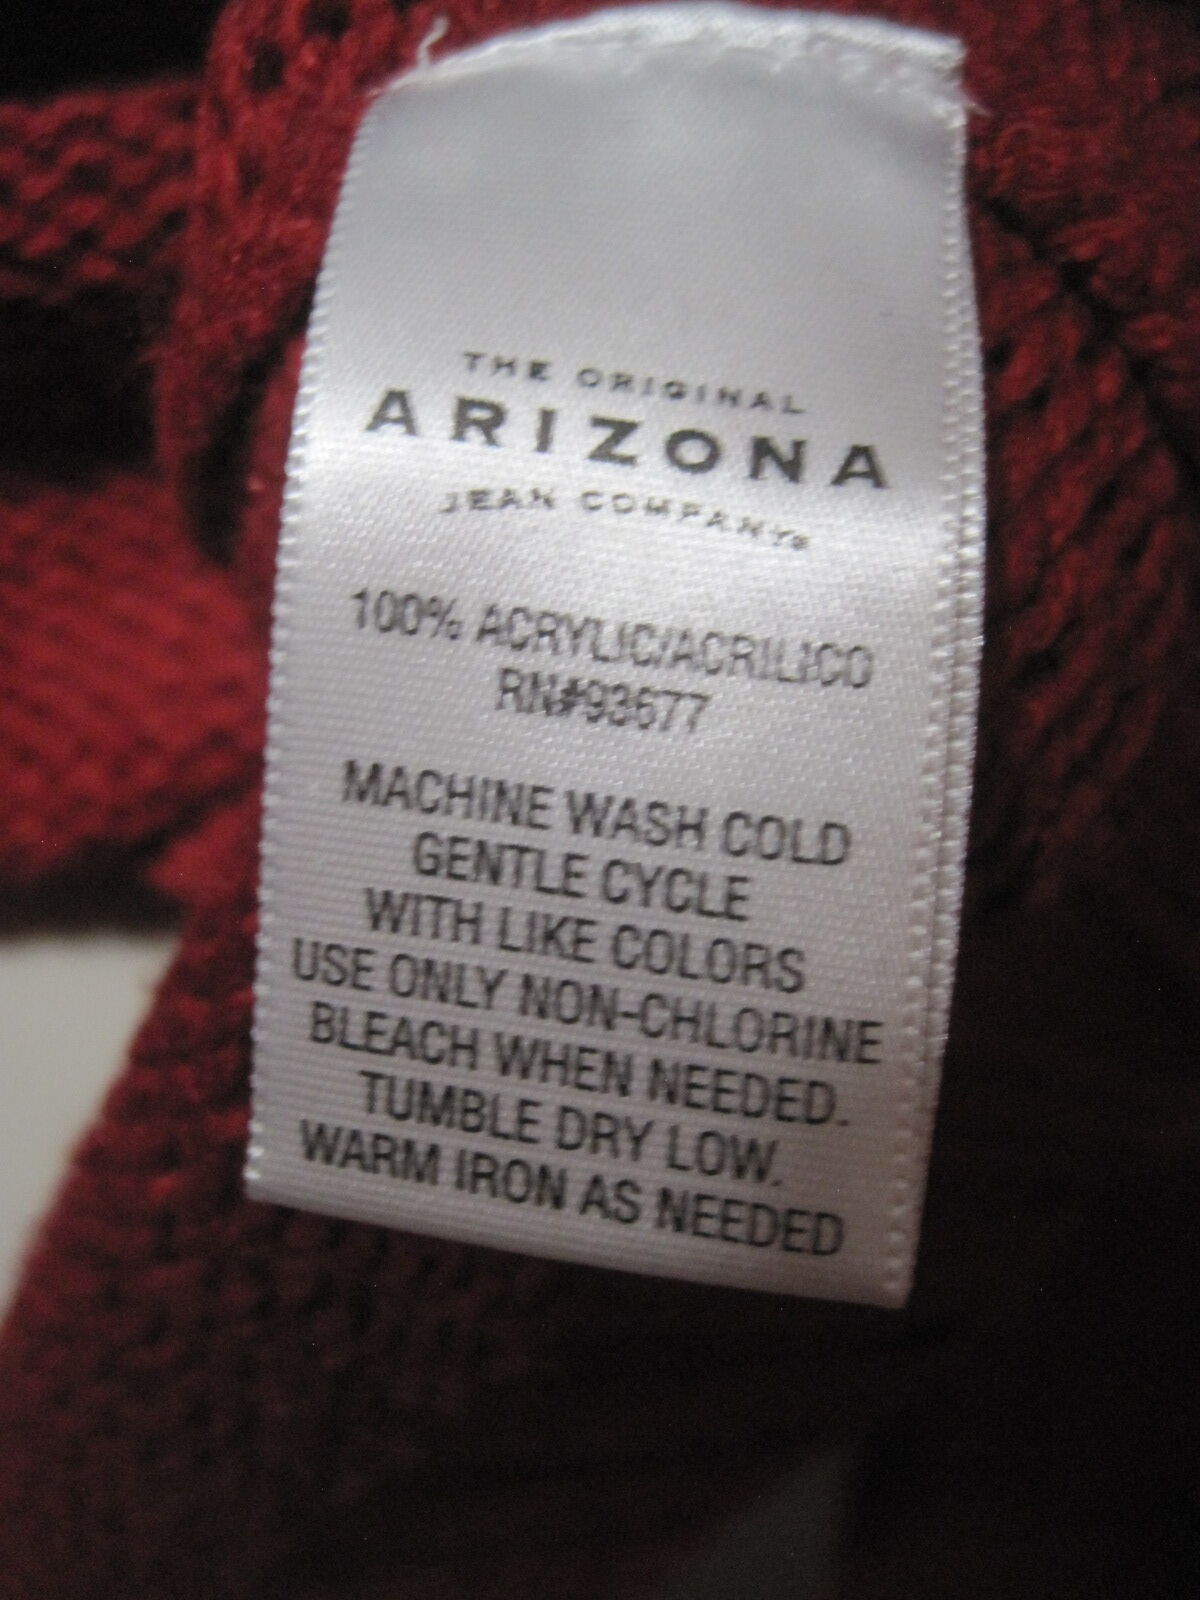 THE ORIGINAL
ARIZONA
JEAN COMPANY®
100% ACRYLIC/ACRILICO
RN#93677
MACHINE WASH COLD
GENTLE CYCLE
WITH LIKE COLORS
USE ONLY NON-CHLORINE
BLEACH WHEN NEEDED.
TUMBLE DRY LOW.
WARM IRON AS NEEDED